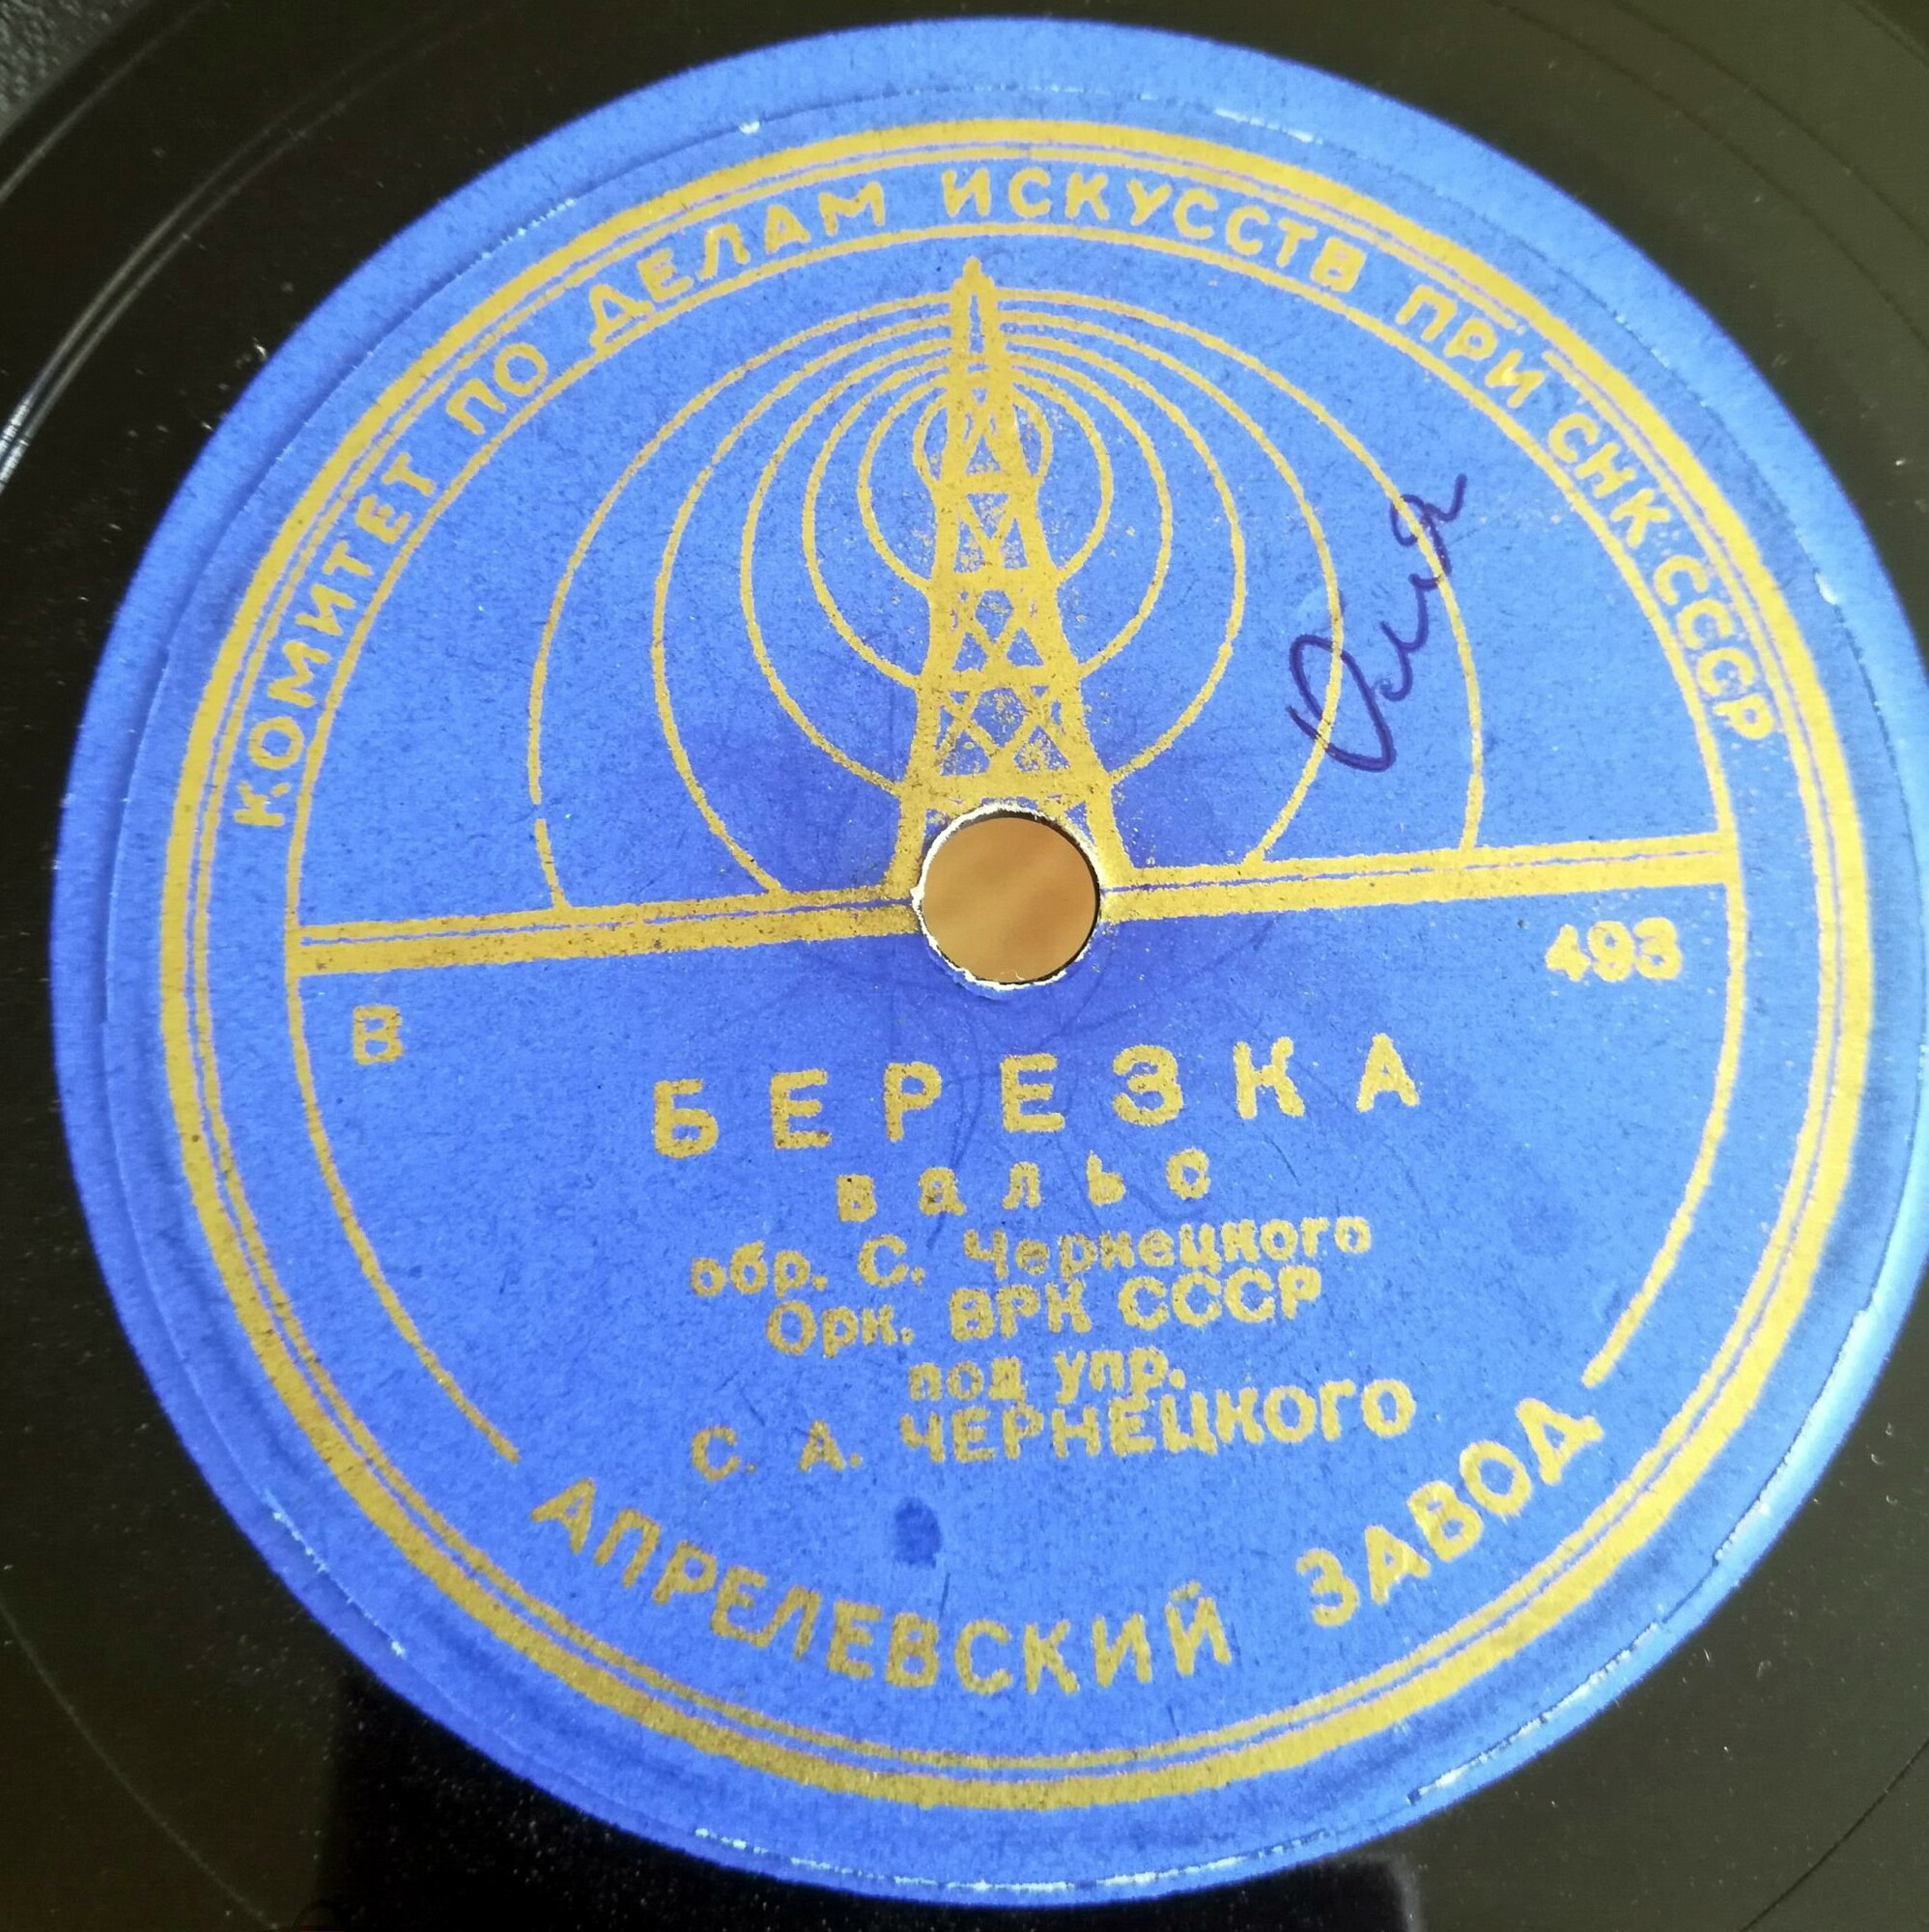 КОМИТЕТ ПО ДЕЛАМ ИСКУССТВ ПРИ СНК СССР
В
493
БЕРЕЗКА
вальс
обр. С. Чернецкого
Орк. ВРК СССР
под упр.
С. А. ЧЕРНЕЦКОГО
АПРЕЛЕВСКИЙ ЗАВОД